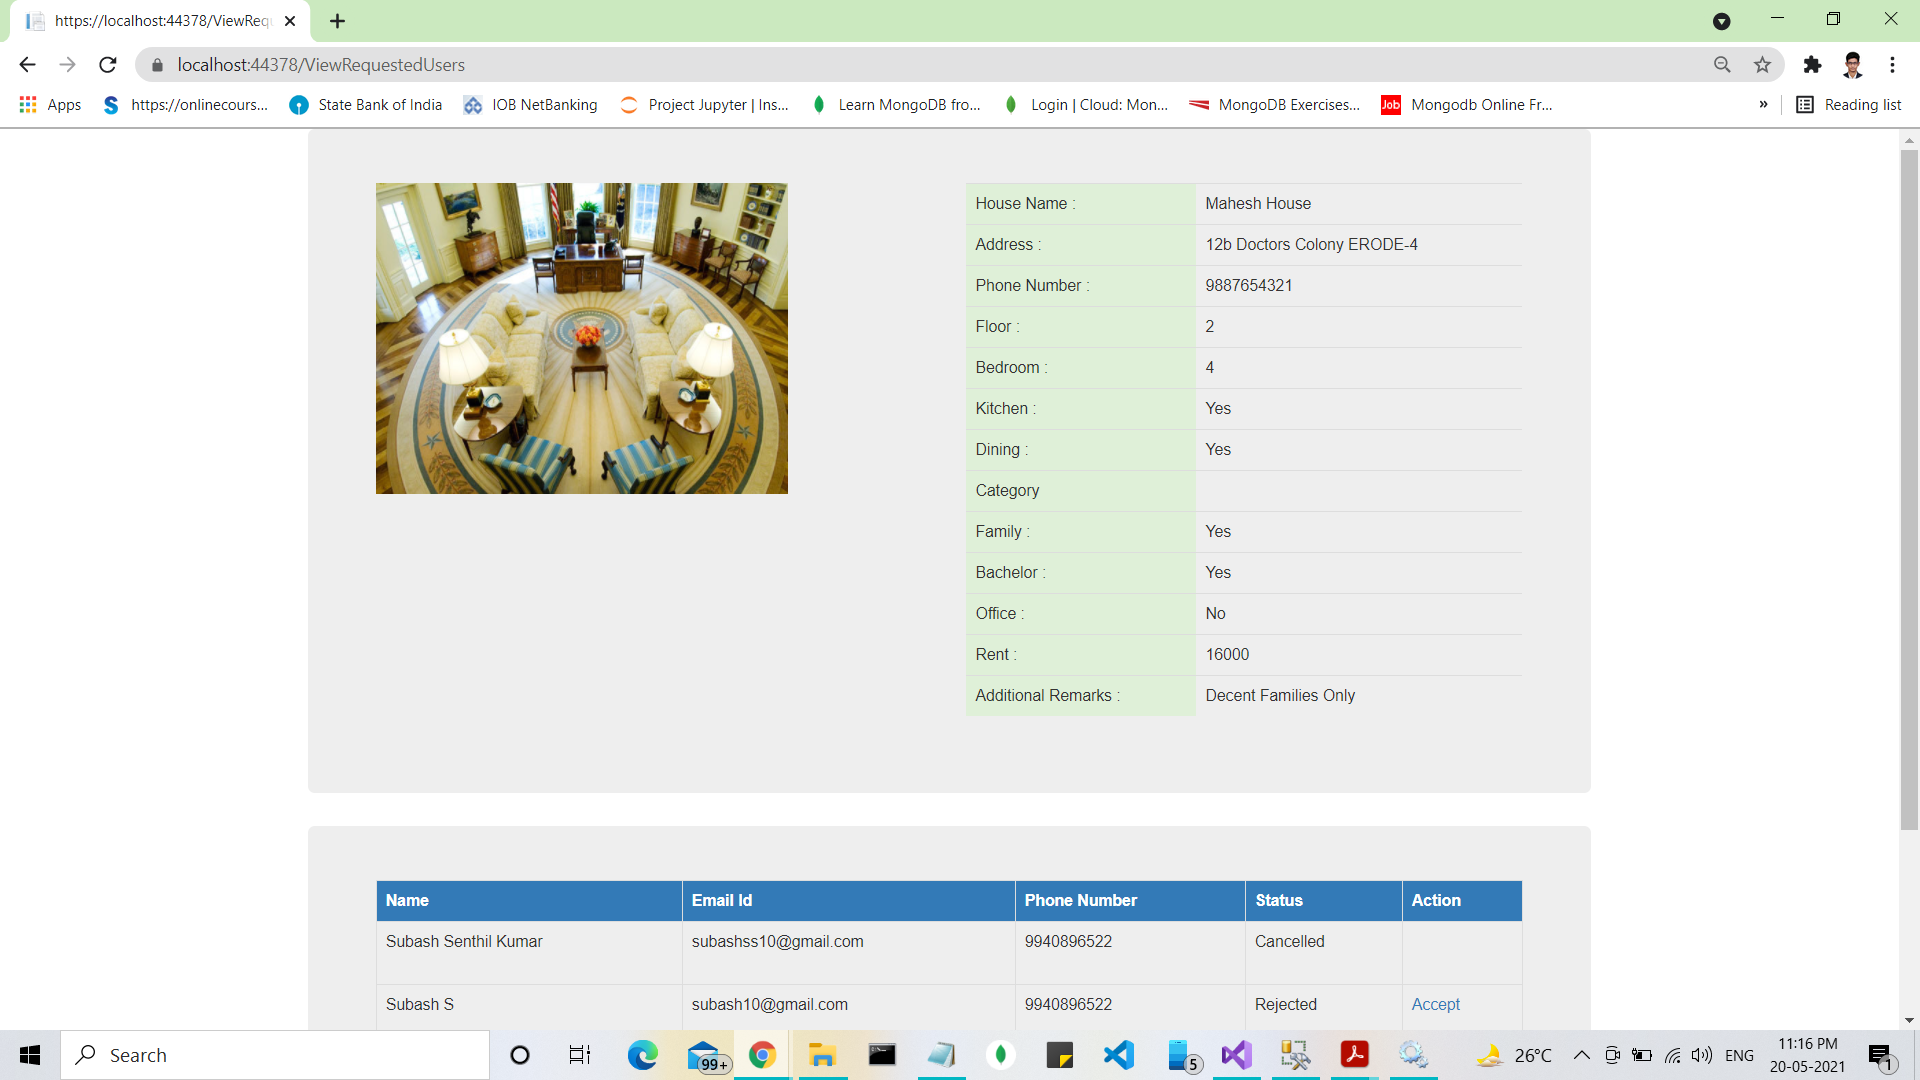 https://localhost:44378/ViewReq
localhost:44378/ViewRequestedUsers
Apps https://onlinecours... State Bank of India IOB NetBanking Project Jupyter | Ins... Learn MongoDB fro... Login | Cloud: Mon... MongoDB Exercises... Job Mongodb Online Fr... » Reading list
House Name : Mahesh House
Address : 12b Doctors Colony ERODE-4
Phone Number : 9887654321
Floor : 2
Bedroom : 4
Kitchen : Yes
Dining : Yes
Category
Family : Yes
Bachelor : Yes
Office : No
Rent : 16000
Additional Remarks : Decent Families Only
Name Email Id Phone Number Status Action
Subash Senthil Kumar subashss10@gmail.com 9940896522 Cancelled
Subash S subash10@gmail.com 9940896522 Rejected Accept
Search 99+ 5 26°C ENG 11:16 PM 1
20-05-2021